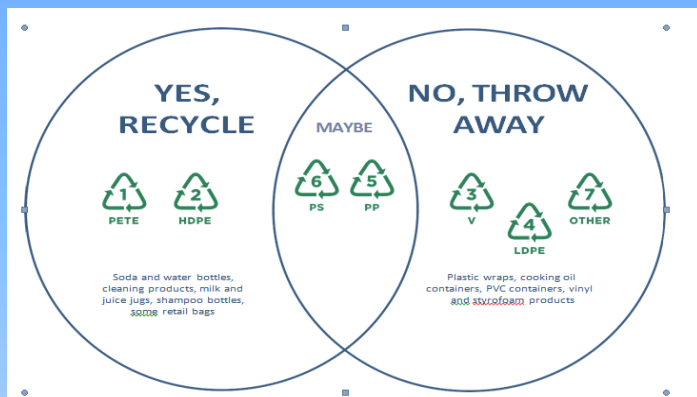 YES,
RECYCLE
MAYBE
NO, THROW
AWAY
1
PETE
2
HDPE
6
PS
5
PP
3
V
4
LDPE
7
OTHER
Soda and water bottles,
cleaning products, milk and
juice jugs, shampoo bottles,
some retail bags
Plastic wraps, cooking oil
containers, PVC containers, vinyl
and styrofoam products